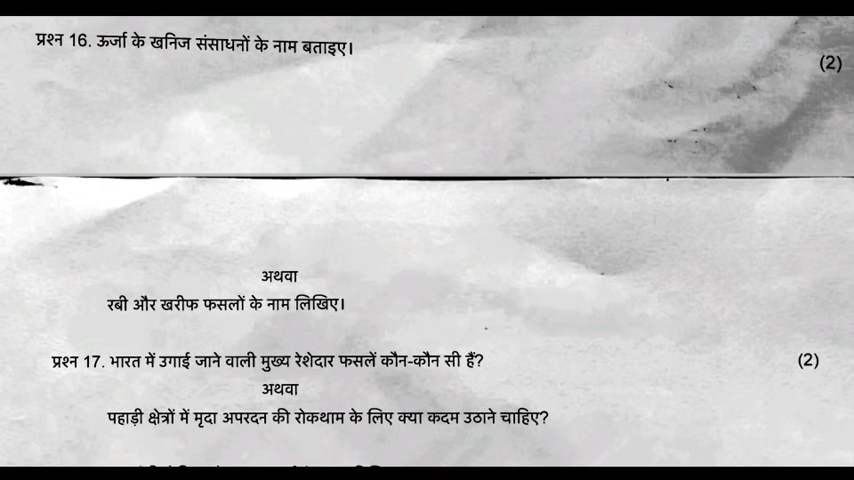 प्रश्न 16. ऊर्जा के खनिज संसाधनों के नाम बताइए।
(2)
अथवा
रबी और खरीफ फसलों के नाम लिखिए।
प्रश्न 17. भारत में उगाई जाने वाली मुख्य रेशेदार फसलें कौन-कौन सी हैं? (2)
अथवा
पहाड़ी क्षेत्रों में मृदा अपरदन की रोकथाम के लिए क्या कदम उठाने चाहिए?